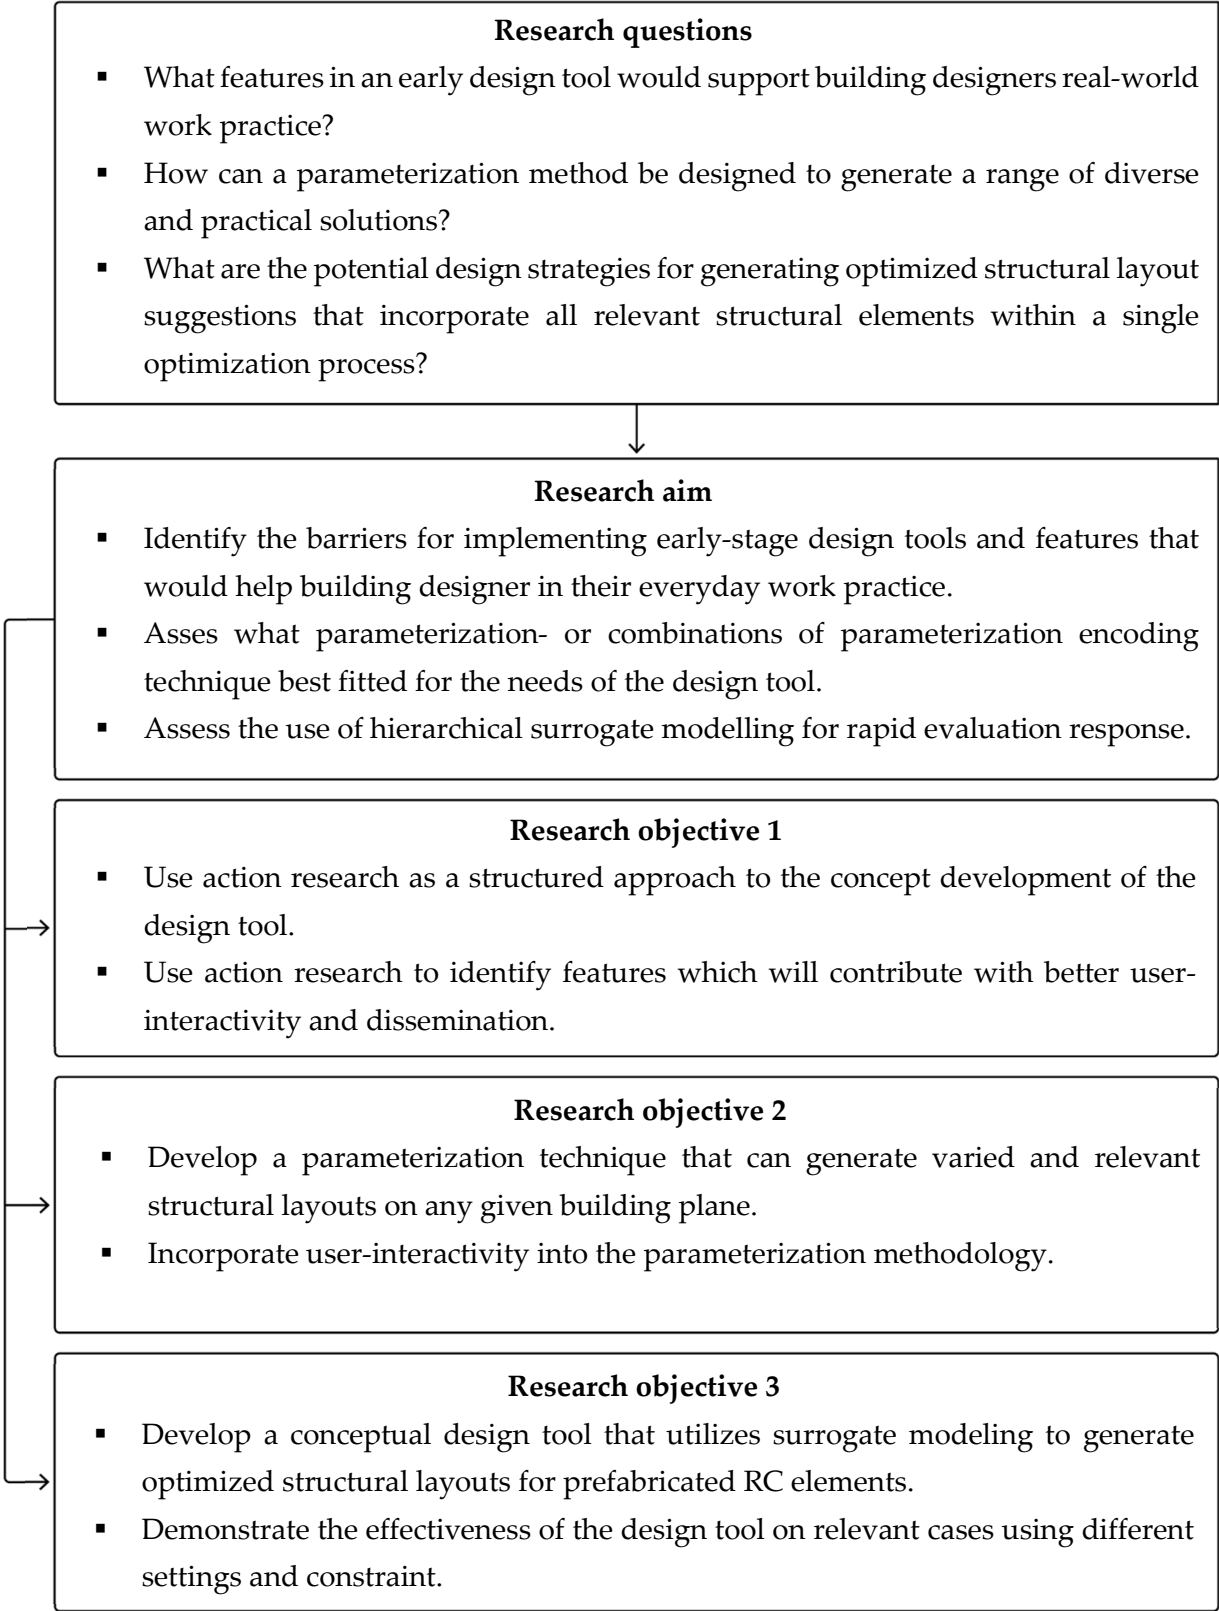 Research questions
▪ What features in an early design tool would support building designers real-world
work practice?
▪ How can a parameterization method be designed to generate a range of diverse
and practical solutions?
▪ What are the potential design strategies for generating optimized structural layout
suggestions that incorporate all relevant structural elements within a single
optimization process?
Research aim
▪ Identify the barriers for implementing early-stage design tools and features that
would help building designer in their everyday work practice.
▪ Asses what parameterization- or combinations of parameterization encoding
technique best fitted for the needs of the design tool.
▪ Assess the use of hierarchical surrogate modelling for rapid evaluation response.
Research objective 1
▪ Use action research as a structured approach to the concept development of the
design tool.
▪ Use action research to identify features which will contribute with better user-
interactivity and dissemination.
Research objective 2
▪ Develop a parameterization technique that can generate varied and relevant
structural layouts on any given building plane.
▪ Incorporate user-interactivity into the parameterization methodology.
Research objective 3
▪ Develop a conceptual design tool that utilizes surrogate modeling to generate
optimized structural layouts for prefabricated RC elements.
▪ Demonstrate the effectiveness of the design tool on relevant cases using different
settings and constraint.